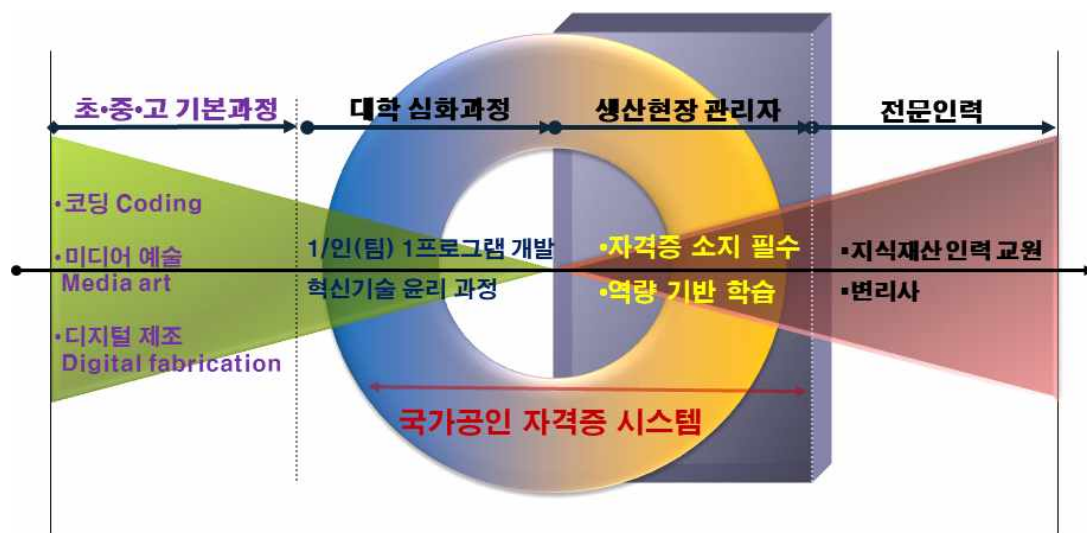 초•중•고 기본과정
대학 심화과정
생산현장 관리자
전문인력
•코딩 Coding
•미디어 예술
Media art
•디지털 제조
Digital fabrication
1/인(팀) 1프로그램 개발
혁신기술 윤리 과정
•자격증 소지 필수
•역량 기반 학습
▪지식재산인력 교원
▪변리사
국가공인 자격증 시스템